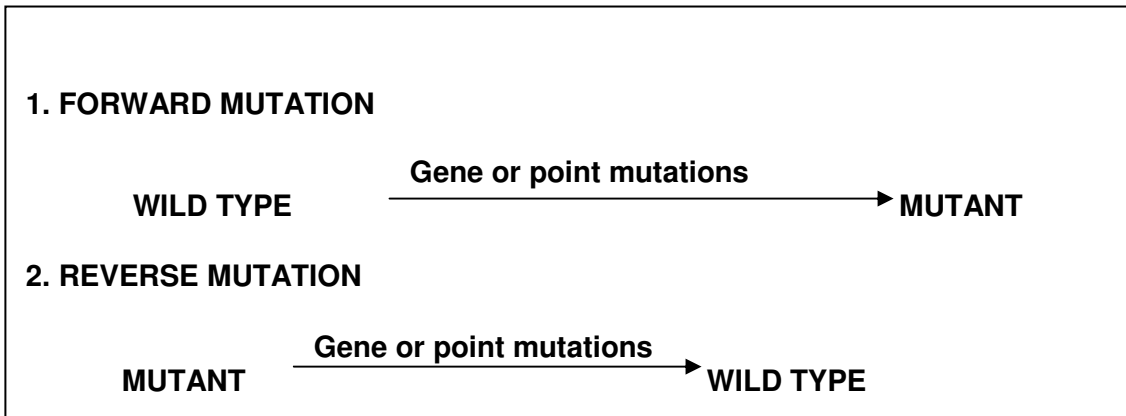 1. FORWARD MUTATION
Gene or point mutations
WILD TYPE MUTANT
2. REVERSE MUTATION
Gene or point mutations
MUTANT WILD TYPE